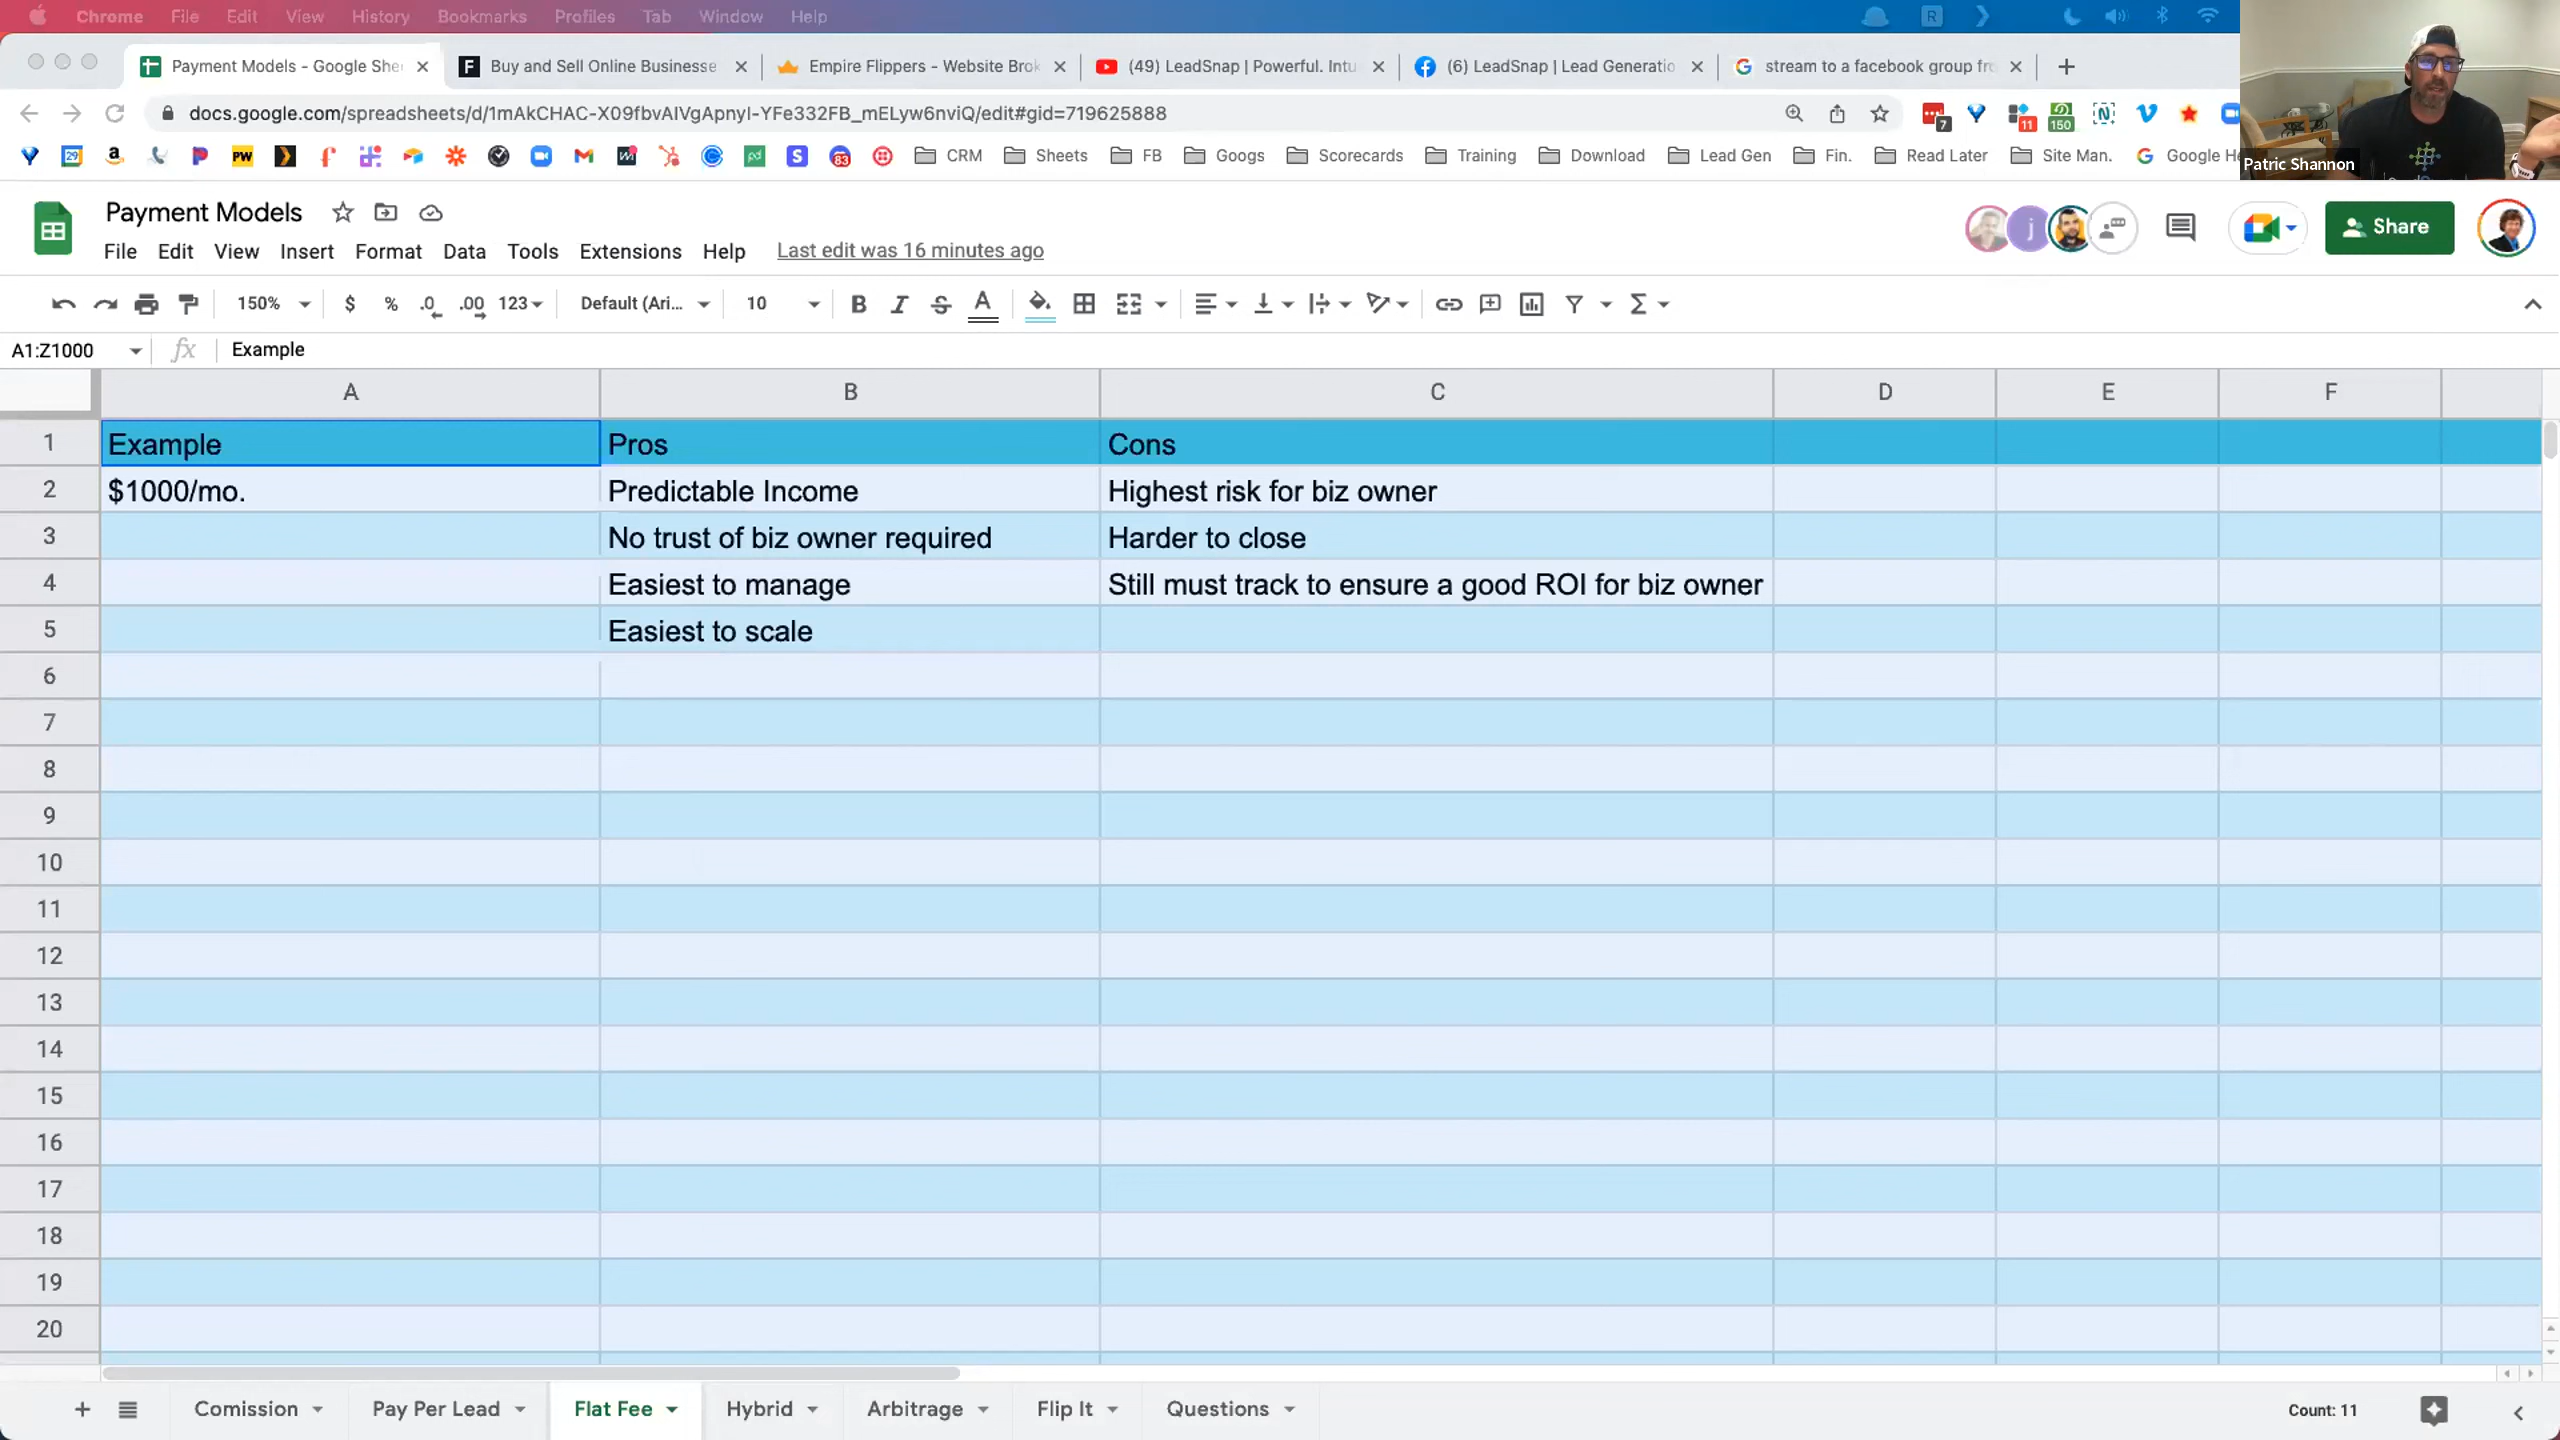 Chrome File Edit View History Bookmarks Profiles Tab Window Help
Payment Models - Google She
Buy and Sell Online Businesse
Empire Flippers - Website Brok
(49) LeadSnap | Powerful. Intu
(6) LeadSnap | Lead Generatio
stream to a facebook group fro
docs.google.com/spreadsheets/d/1mAkCHAC-X09fbvAIVgApnyI-YFe332FB_mELyw6nviQ/edit#gid=719625888
7 11 150
29 PW 83 CRM Sheets FB Googs Scorecards Training Download Lead Gen Fin. Read Later Site Man. Google He
Patric Shannon
Payment Models
File Edit View Insert Format Data Tools Extensions Help Last edit was 16 minutes ago
Share
150% $ % .0 .00 123 Default (Ari... 10 B I S A
A1:Z1000 fx Example
A B C D E F
1 Example Pros Cons
2 $1000/mo. Predictable Income Highest risk for biz owner
3 No trust of biz owner required Harder to close
4 Easiest to manage Still must track to ensure a good ROI for biz owner
5 Easiest to scale
6
7
8
9
10
11
12
13
14
15
16
17
18
19
20
Comission Pay Per Lead Flat Fee Hybrid Arbitrage Flip It Questions Count: 11